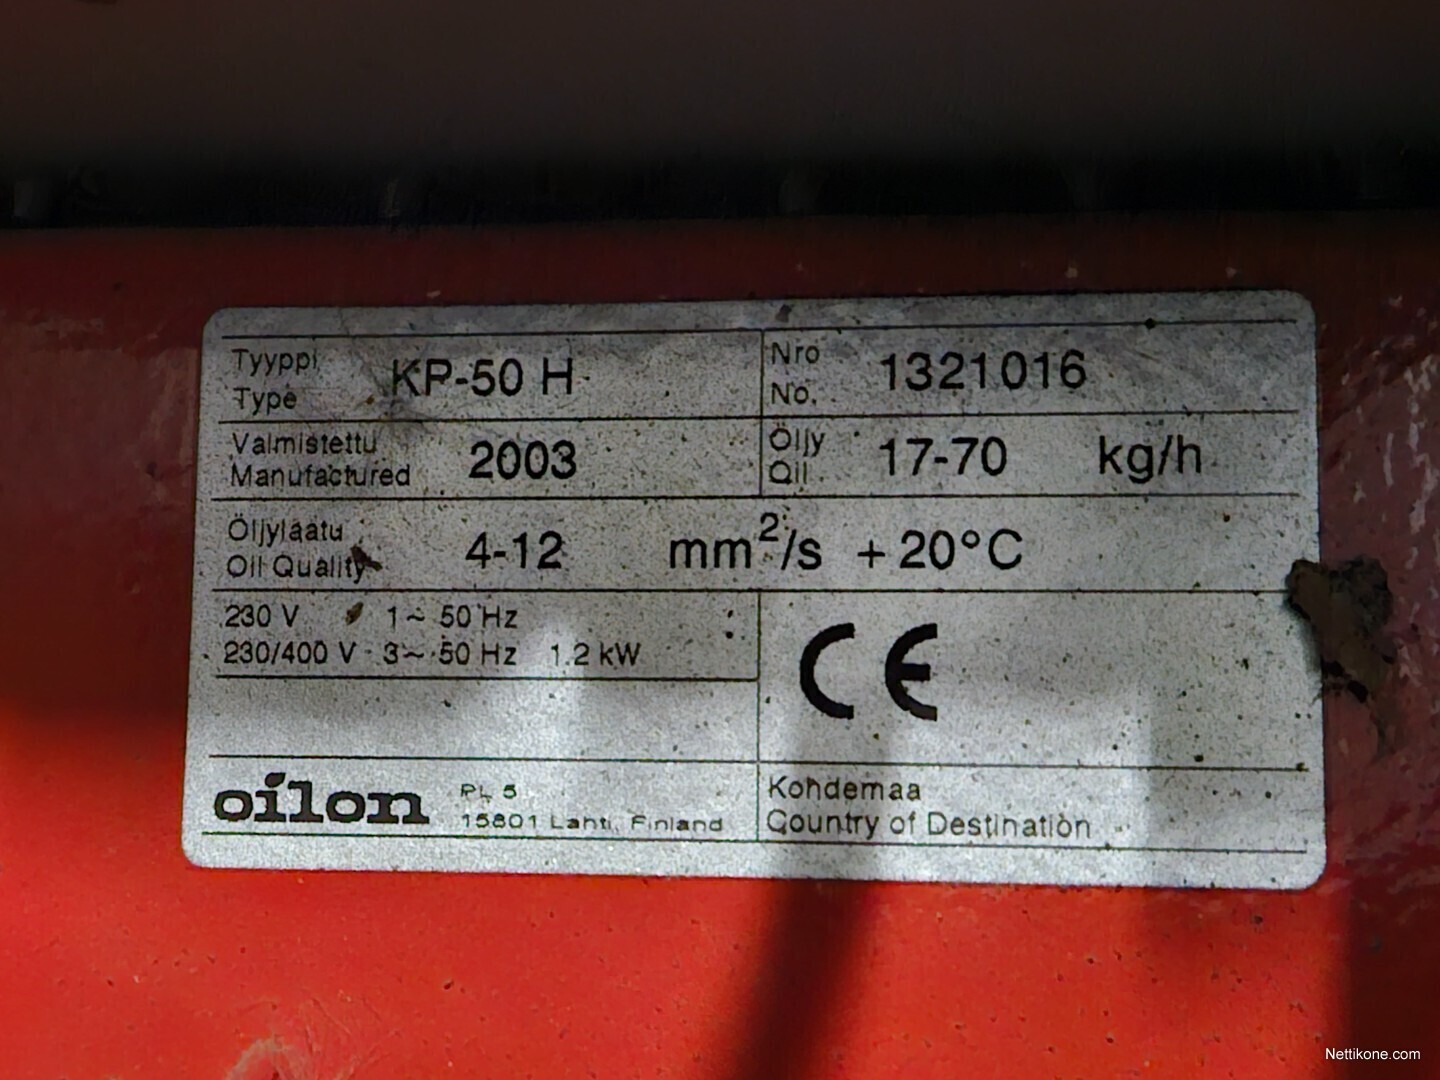 Tyyppi
Type
KP-50 H
Nro
No.
1321016
Valmistettu
Manufactured
2003
Öljy
Oil
17-70 kg/h
Öljylaatu
Oil Quality
4-12 mm²/s +20°C
230 V 1~ 50 Hz
230/400 V 3~ 50 Hz 1.2 kW
CE
oilon
PL 5
15801 Lahti, Finland
Kohdemaa
Country of Destination
Nettikone.com